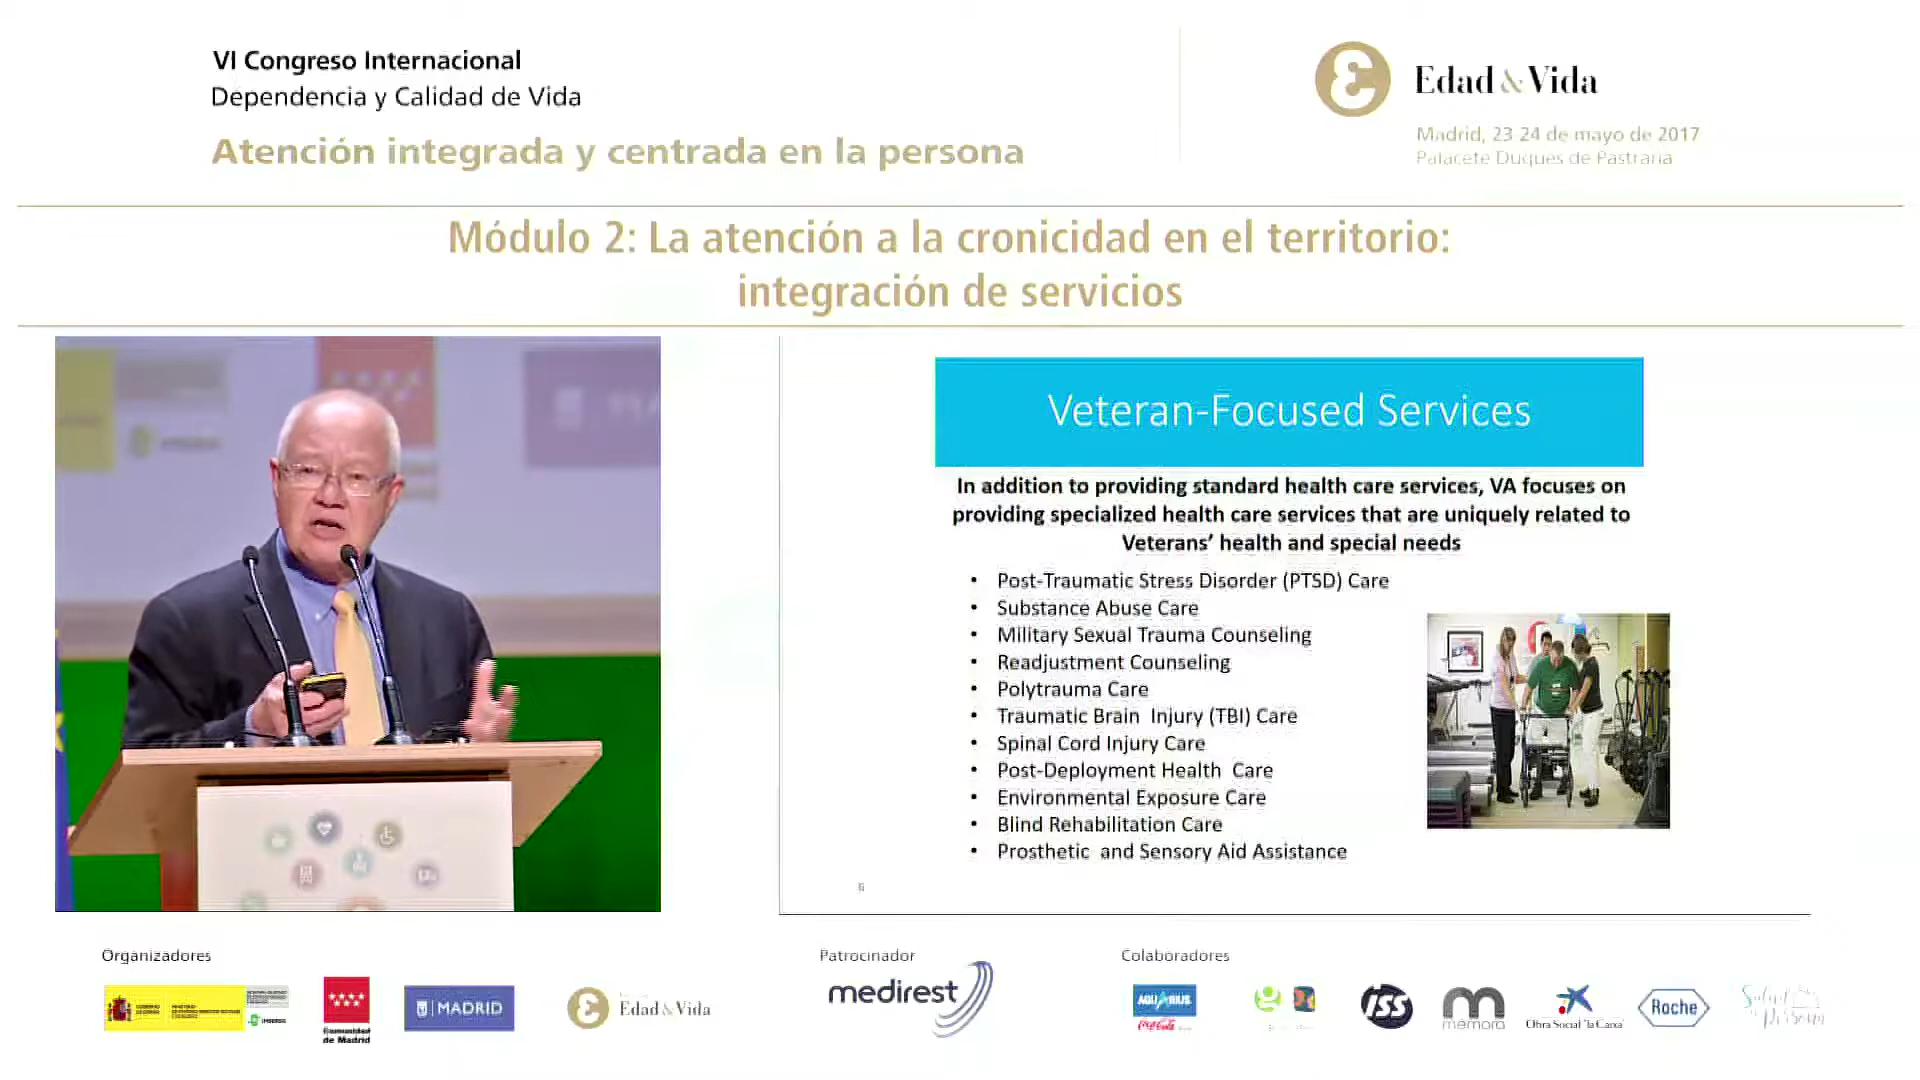 VI Congreso Internacional
Dependencia y Calidad de Vida
Atención integrada y centrada en la persona
Edad & Vida
Madrid, 23-24 de mayo de 2017
Palacete Duques de Pastrana
Módulo 2: La atención a la cronicidad en el territorio:
integración de servicios
Veteran-Focused Services
In addition to providing standard health care services, VA focuses on
providing specialized health care services that are uniquely related to
Veterans' health and special needs
• Post-Traumatic Stress Disorder (PTSD) Care
• Substance Abuse Care
• Military Sexual Trauma Counseling
• Readjustment Counseling
• Polytrauma Care
• Traumatic Brain Injury (TBI) Care
• Spinal Cord Injury Care
• Post-Deployment Health Care
• Environmental Exposure Care
• Blind Rehabilitation Care
• Prosthetic and Sensory Aid Assistance
Organizadores
Patrocinador
Colaboradores
Comunidad
de Madrid
MADRID
Edad & Vida
medirest
AQUARIUS
Coca-Cola
ISS
mémora
Obra Social "la Caixa"
Roche